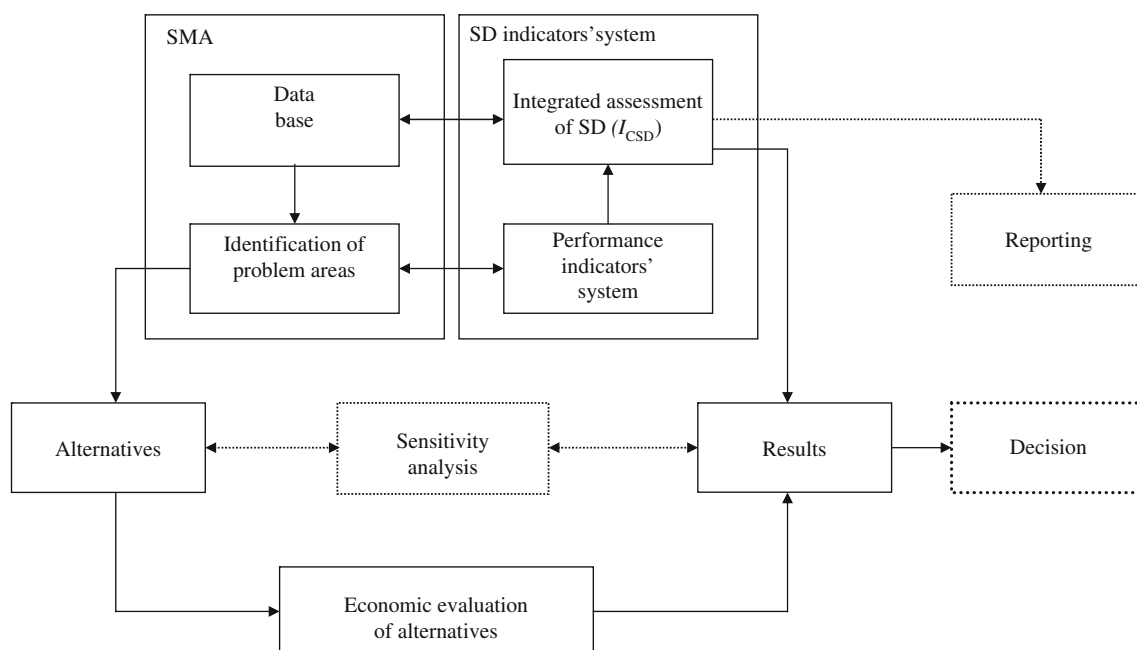 SMA
SD indicators'system
Data
base
Integrated assessment
of SD (I_CSD)
Identification of
problem areas
Performance
indicators'
system
Reporting
Alternatives
Sensitivity
analysis
Results
Decision
Economic evaluation
of alternatives